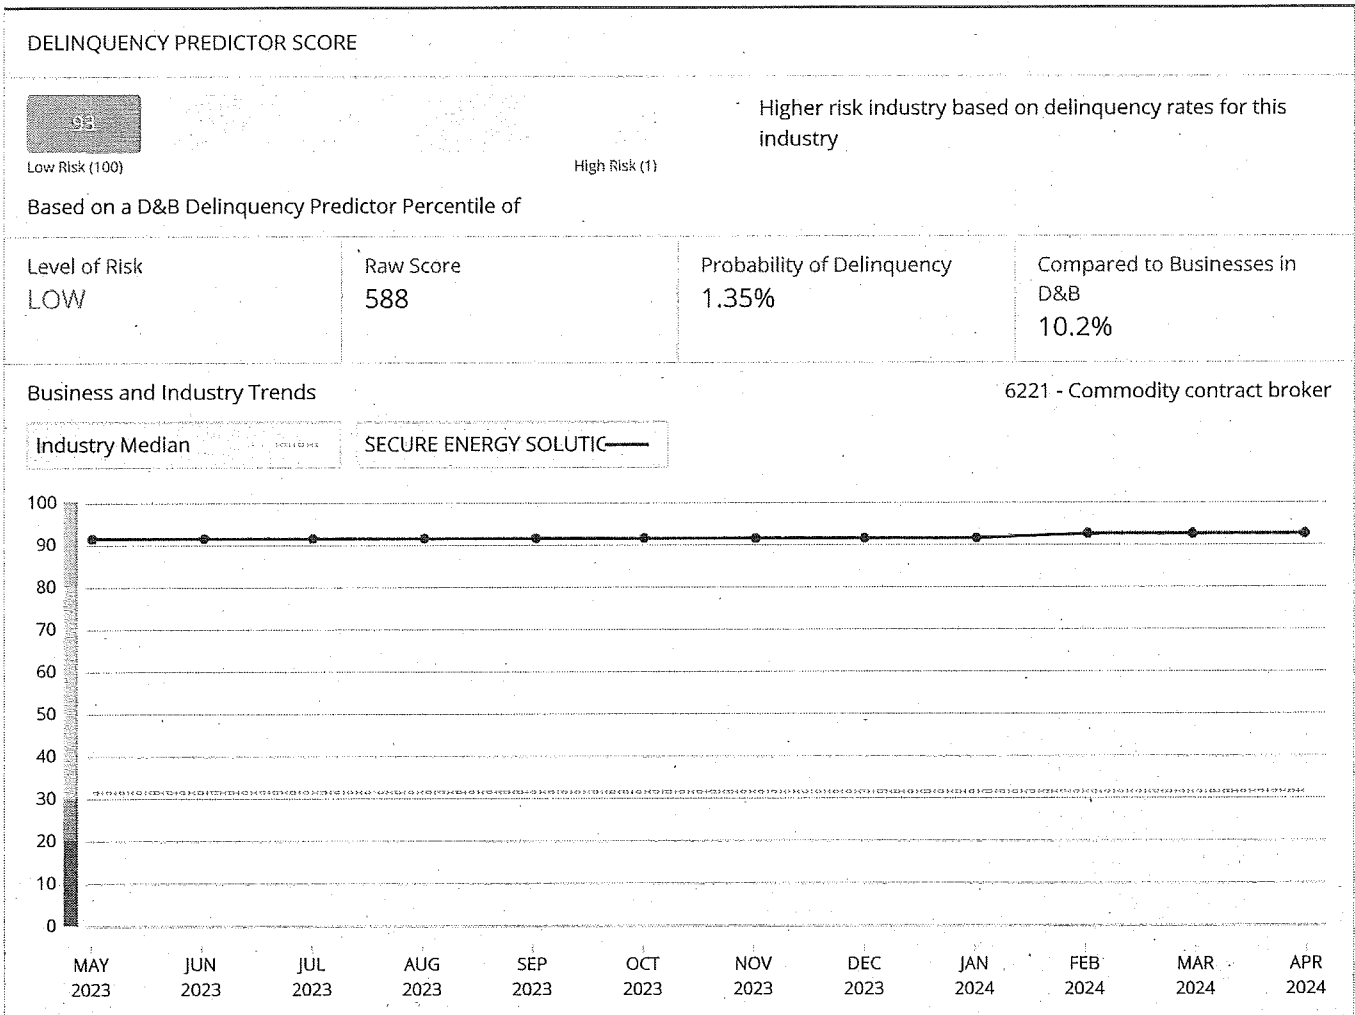 DELINQUENCY PREDICTOR SCORE
93
Low Risk (100)
High Risk (1)
Higher risk industry based on delinquency rates for this
industry
Based on a D&B Delinquency Predictor Percentile of
Level of Risk
LOW
Raw Score
588
Probability of Delinquency
1.35%
Compared to Businesses in
D&B
10.2%
Business and Industry Trends
6221 - Commodity contract broker
Industry Median
SECURE ENERGY SOLUTIC
100
90
80
70
60
50
40
30
20
10
0
MAY JUN JUL AUG SEP OCT NOV DEC JAN FEB MAR APR
2023 2023 2023 2023 2023 2023 2023 2023 2024 2024 2024 2024